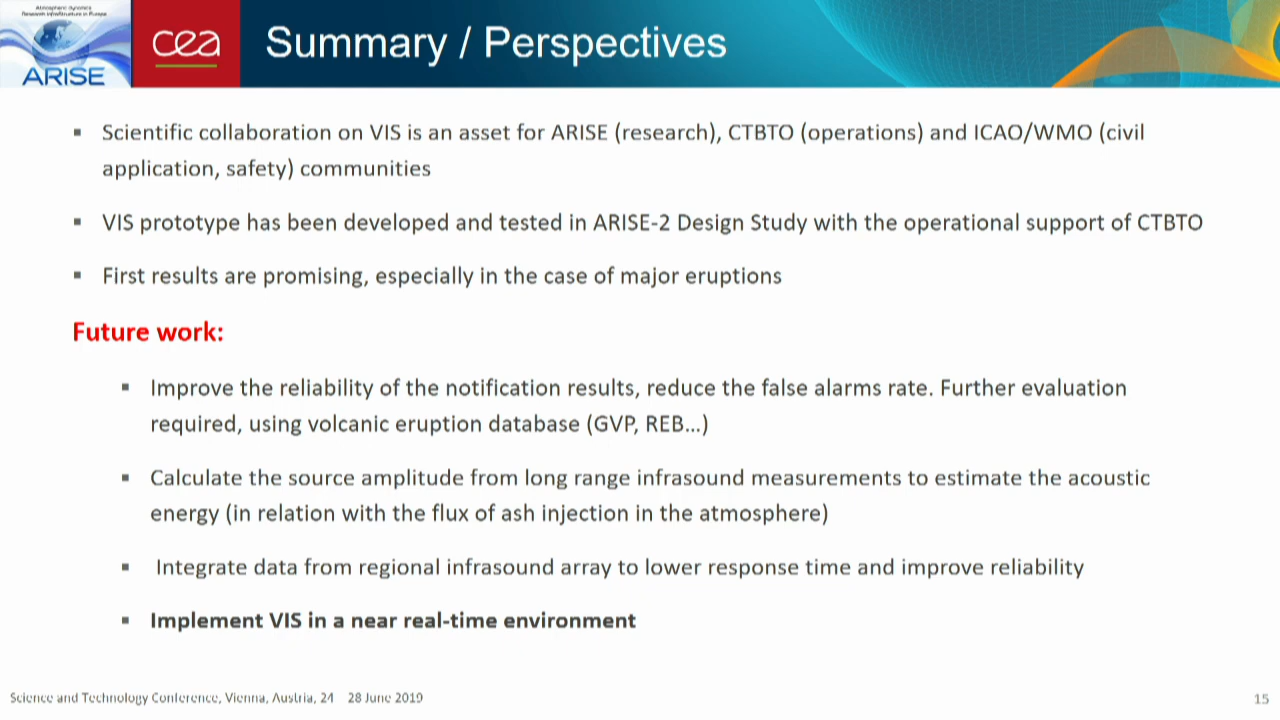 Atmospheric dynamics
Research InfraStructure in Europe
ARISE
cea
Summary / Perspectives
▪ Scientific collaboration on VIS is an asset for ARISE (research), CTBTO (operations) and ICAO/WMO (civil
application, safety) communities
▪ VIS prototype has been developed and tested in ARISE-2 Design Study with the operational support of CTBTO
▪ First results are promising, especially in the case of major eruptions
Future work:
▪ Improve the reliability of the notification results, reduce the false alarms rate. Further evaluation
required, using volcanic eruption database (GVP, REB…)
▪ Calculate the source amplitude from long range infrasound measurements to estimate the acoustic
energy (in relation with the flux of ash injection in the atmosphere)
▪ Integrate data from regional infrasound array to lower response time and improve reliability
▪ Implement VIS in a near real-time environment
Science and Technology Conference, Vienna, Austria, 24 28 June 2019
15